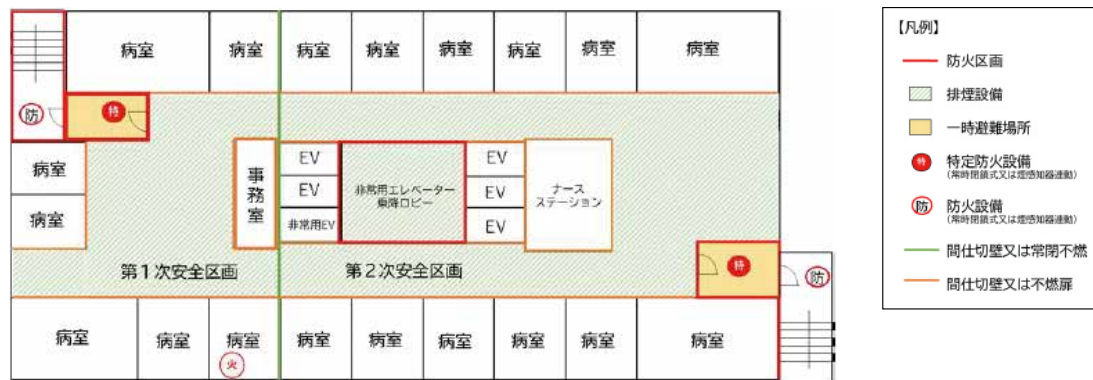 病室
病室
病室
病室
病室
病室
病室
病室
防
特
病室
病室
事務室
EV
EV
非常用EV
非常用エレベーター
乗降ロビー
EV
EV
EV
ナース
ステーション
第1次安全区画
第2次安全区画
特
防
病室
病室
病室
火
病室
病室
病室
病室
病室
病室
【凡例】
防火区画
排煙設備
一時避難場所
特 特定防火設備
(常時閉鎖式又は煙感知器連動)
防 防火設備
(常時閉鎖式又は煙感知器連動)
間仕切壁又は常閉不燃
間仕切壁又は不燃扉